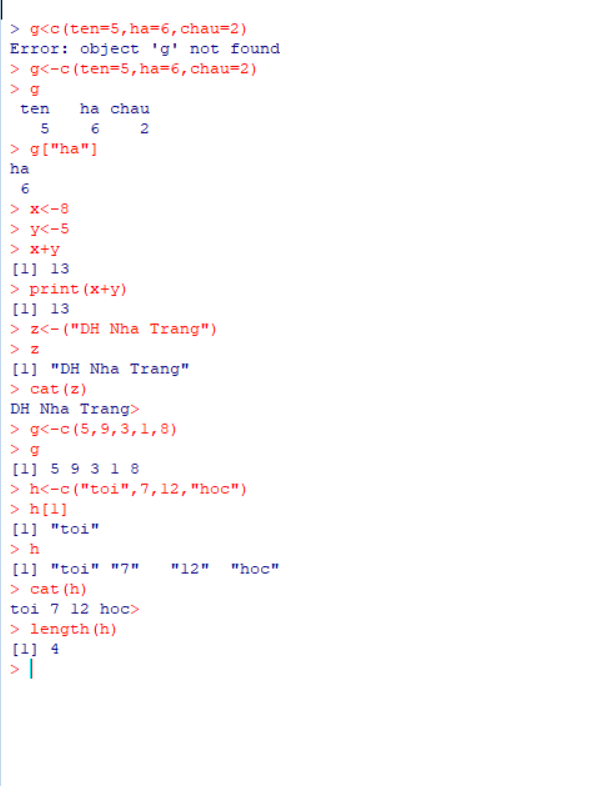 > g<c(ten=5,ha=6,chau=2)
Error: object 'g' not found
> g<-c(ten=5,ha=6,chau=2)
> g
 ten   ha chau
   5    6    2
> g["ha"]
ha
 6
> x<-8
> y<-5
> x+y
[1] 13
> print(x+y)
[1] 13
> z<-("DH Nha Trang")
> z
[1] "DH Nha Trang"
> cat(z)
DH Nha Trang>
> g<-c(5,9,3,1,8)
> g
[1] 5 9 3 1 8
> h<-c("toi",7,12,"hoc")
> h[1]
[1] "toi"
> h
[1] "toi" "7"   "12"  "hoc"
> cat(h)
toi 7 12 hoc>
> length(h)
[1] 4
>